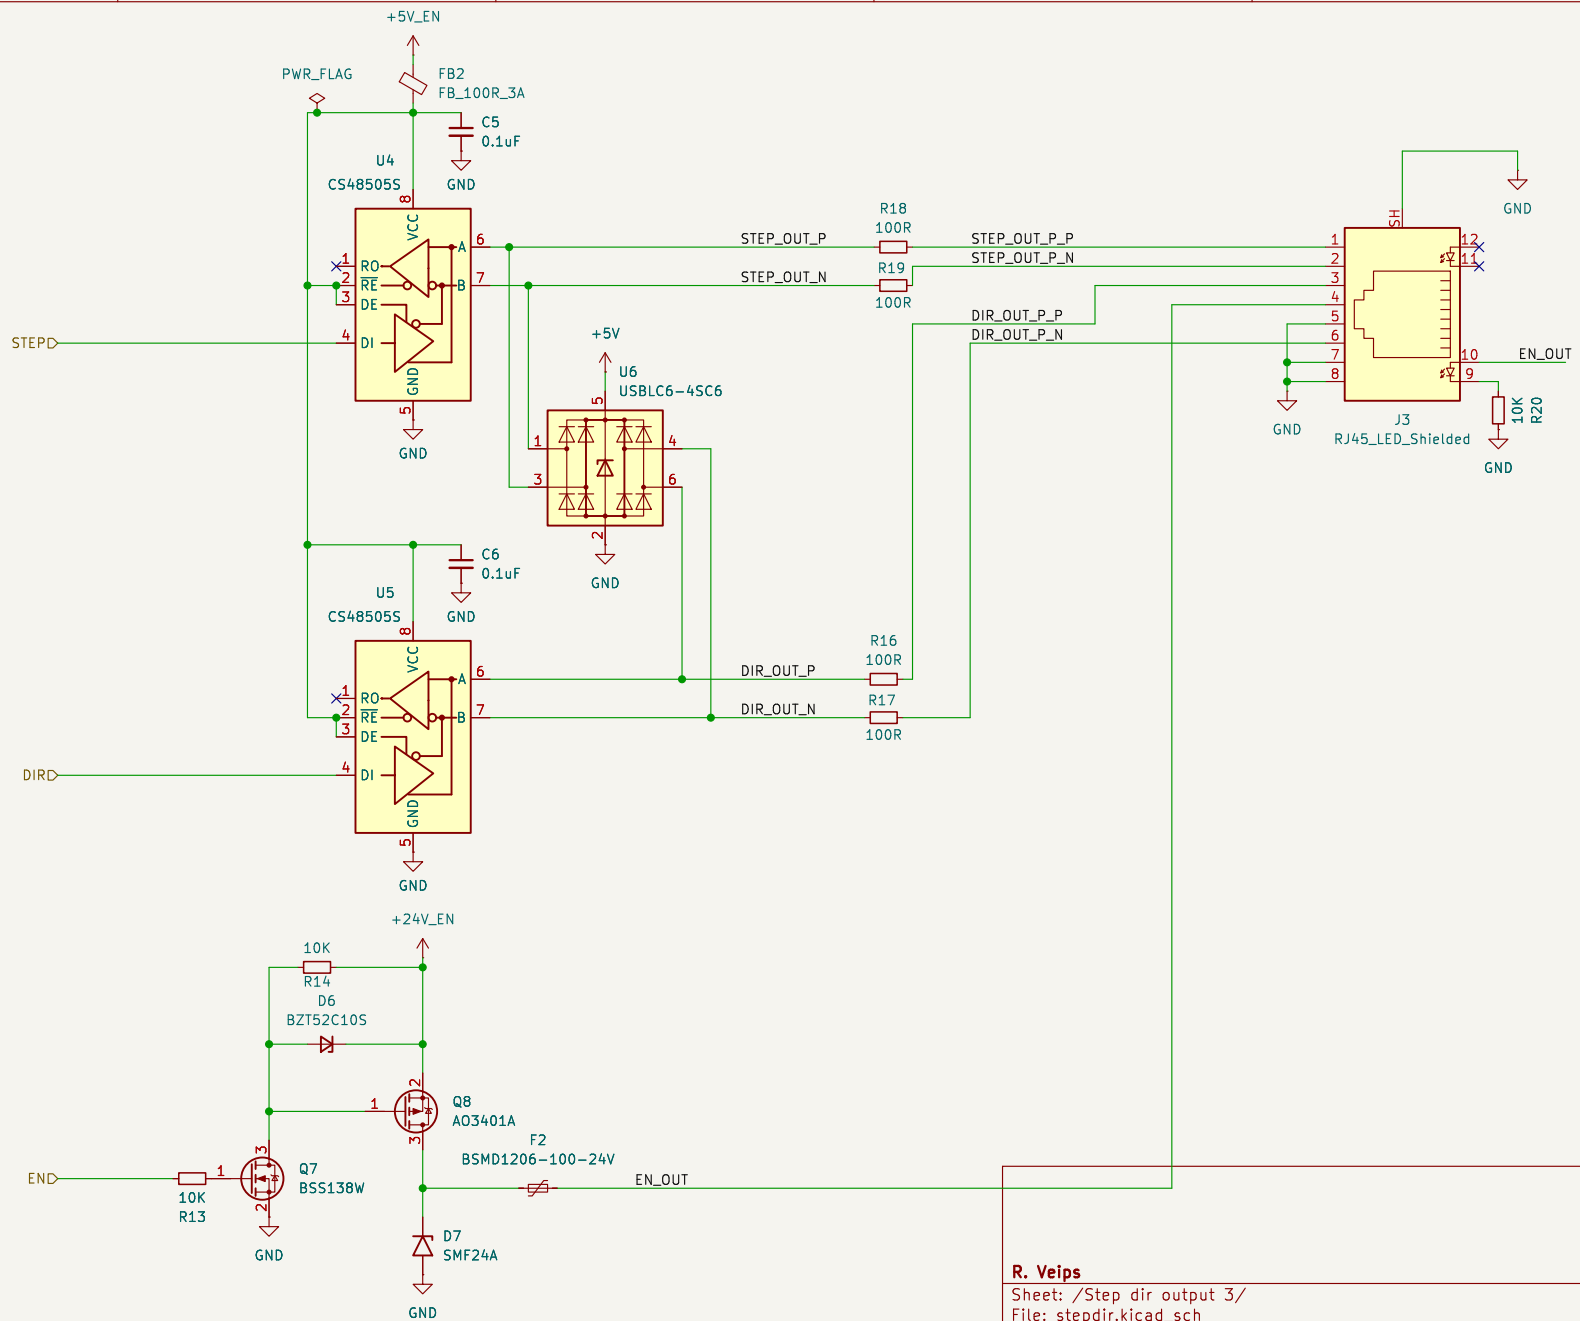 +5V_EN
PWR_FLAG
FB2
FB_100R_3A
C5
0.1uF
GND
U4
CS48505S
8
VCC
1
RO
2
RE
3
DE
4
DI
GND
5
A
6
B
7
GND
STEP
STEP_OUT_P
STEP_OUT_N
R18
100R
R19
100R
STEP_OUT_P_P
STEP_OUT_P_N
DIR_OUT_P_P
DIR_OUT_P_N
GND
SH
1
2
3
4
5
6
7
8
12
11
10
9
EN_OUT
J3
RJ45_LED_Shielded
GND
10K
R20
GND
+5V
U6
USBLC6-4SC6
5
1
3
4
6
2
GND
C6
0.1uF
GND
U5
CS48505S
8
VCC
1
RO
2
RE
3
DE
4
DI
GND
5
A
6
B
7
GND
DIR
DIR_OUT_P
DIR_OUT_N
R16
100R
R17
100R
+24V_EN
10K
R14
D6
BZT52C10S
2
1
3
Q8
AO3401A
F2
BSMD1206-100-24V
EN_OUT
EN
10K
R13
1
3
2
Q7
BSS138W
GND
D7
SMF24A
GND
R. Veips
Sheet: /Step dir output 3/
File: stepdir.kicad_sch